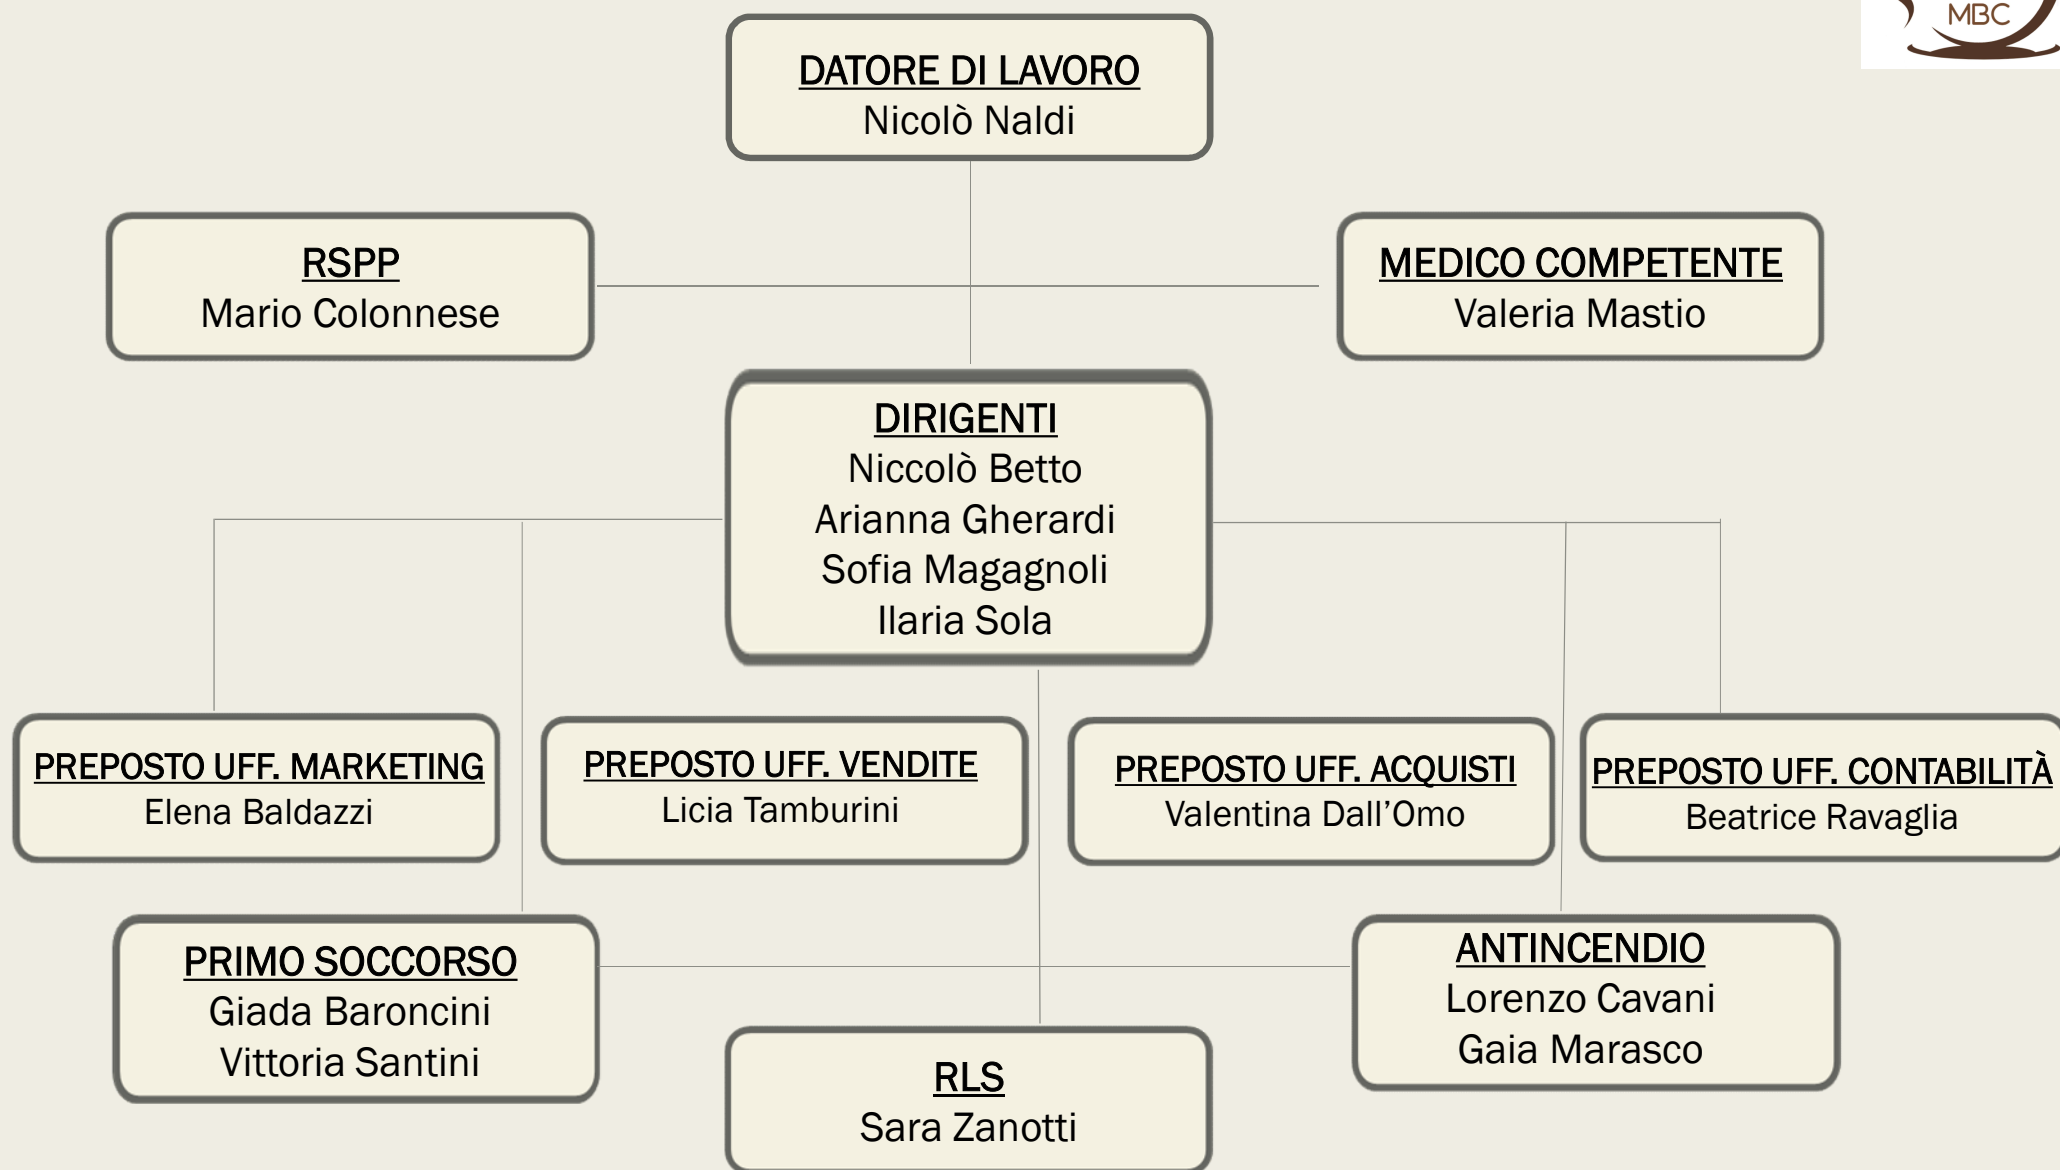 MBC
DATORE DI LAVORO
Nicolò Naldi
RSPP
Mario Colonnese
MEDICO COMPETENTE
Valeria Mastio
DIRIGENTI
Niccolò Betto
Arianna Gherardi
Sofia Magagnoli
Ilaria Sola
PREPOSTO UFF. MARKETING
Elena Baldazzi
PREPOSTO UFF. VENDITE
Licia Tamburini
PREPOSTO UFF. ACQUISTI
Valentina Dall’Omo
PREPOSTO UFF. CONTABILITÀ
Beatrice Ravaglia
PRIMO SOCCORSO
Giada Baroncini
Vittoria Santini
ANTINCENDIO
Lorenzo Cavani
Gaia Marasco
RLS
Sara Zanotti